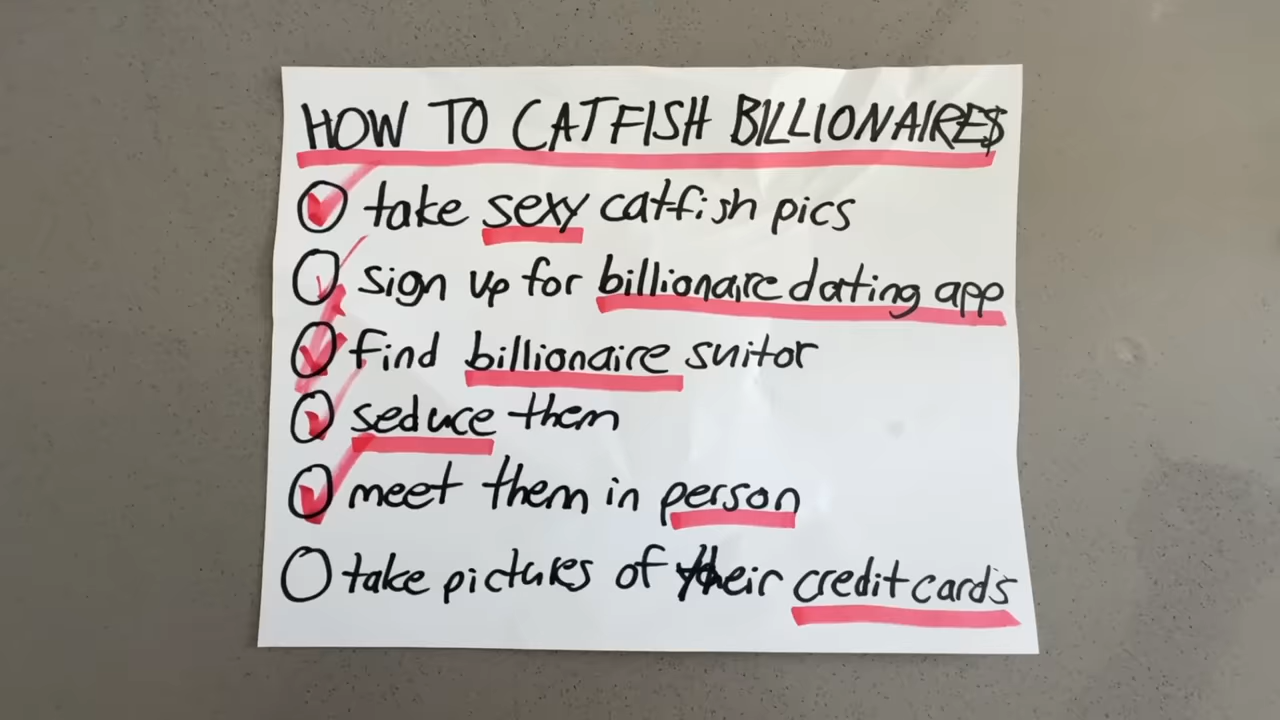 HOW TO CATFISH BILLIONAIRE$
take sexy catfish pics
sign up for billionaire dating app
find billionaire suitor
seduce them
meet them in person
take pictures of their credit cards